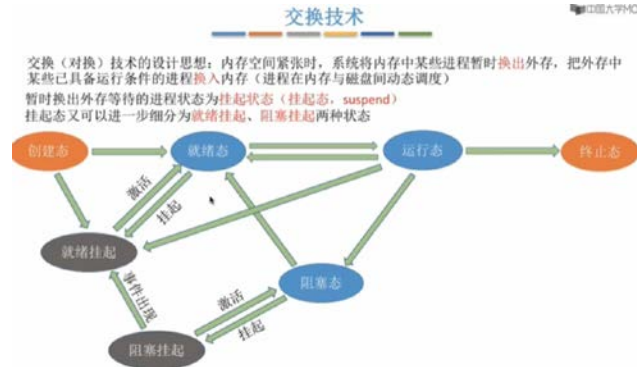 中国大学MO
交换技术
交换（对换）技术的设计思想：内存空间紧张时，系统将内存中某些进程暂时换出外存，把外存中
某些已具备运行条件的进程换入内存（进程在内存与磁盘间动态调度）
暂时换出外存等待的进程状态为挂起状态（挂起态，suspend）
挂起态又可以进一步细分为就绪挂起、阻塞挂起两种状态
创建态
就绪态
运行态
终止态
激活
挂起
就绪挂起
阻塞态
事件出现
激活
挂起
阻塞挂起